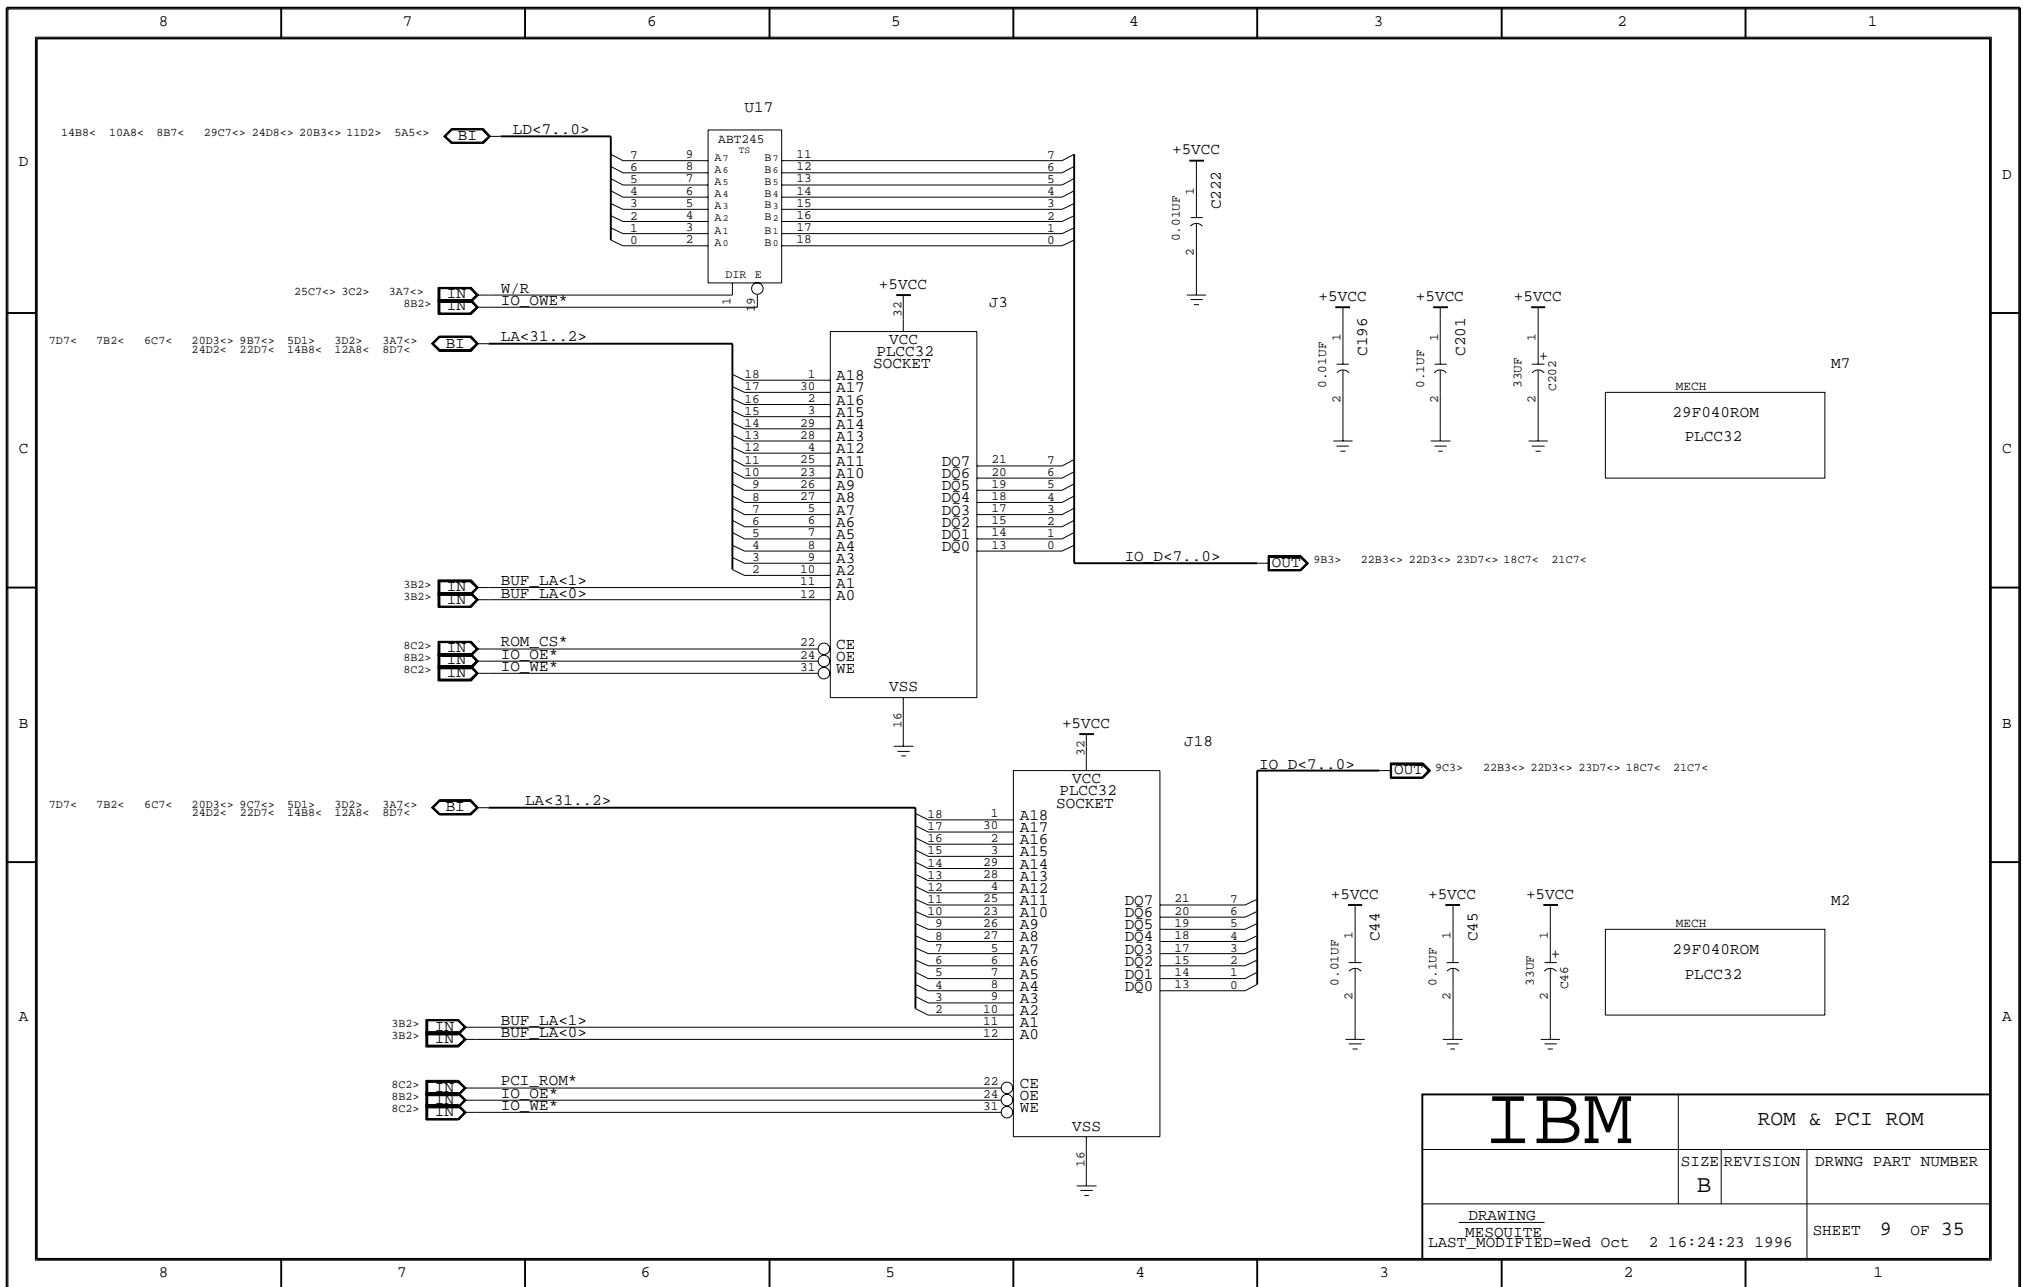 8 7 6 5 4 3 2 1
U17
14B8< 10A8< 8B7< 29C7<> 24D8<> 20B3<> 11D2> 5A5<> BI LD<7..0>
ABT245
TS
D
D
7 9 A7 B7 11 7
6 8 A6 B6 12 6
5 7 A5 B5 13 5
4 6 A4 B4 14 4
3 5 A3 B3 15 3
2 4 A2 B2 16 2
1 3 A1 B1 17 1
0 2 A0 B0 18 0
+5VCC
0.01UF 1 2 C222
DIR E
1 19
25C7<> 3C2> 3A7<> IN W/R
8B2> IN IO_OWE*
+5VCC
32
J3
7D7< 7B2< 6C7< 20D3<> 9B7<> 5D1> 3D2> 3A7<> BI LA<31..2>
24D2< 22D7< 14B8< 12A8< 8D7<
VCC
PLCC32
SOCKET
18 1 A18
17 30 A17
16 2 A16
15 3 A15
14 29 A14
13 28 A13
12 4 A12
11 25 A11
10 23 A10
9 26 A9
8 27 A8
7 5 A7
6 6 A6
5 7 A5
4 8 A4
3 9 A3
2 10 A2
11 A1
12 A0
DQ7 21 7
DQ6 20 6
DQ5 19 5
DQ4 18 4
DQ3 17 3
DQ2 15 2
DQ1 14 1
DQ0 13 0
+5VCC +5VCC +5VCC
0.01UF 1 2 C196
0.1UF 1 2 C201
33UF 1 2 + C202
M7
MECH
29F040ROM
PLCC32
C
C
IO_D<7..0> OUT 9B3> 22B3<> 22D3<> 23D7<> 18C7< 21C7<
3B2> IN BUF_LA<1>
3B2> IN BUF_LA<0>
8C2> IN ROM_CS* 22 CE
8B2> IN IO_OE* 24 OE
8C2> IN IO_WE* 31 WE
VSS
16
B
B
+5VCC
32
J18
IO_D<7..0> OUT 9C3> 22B3<> 22D3<> 23D7<> 18C7< 21C7<
7D7< 7B2< 6C7< 20D3<> 9C7<> 5D1> 3D2> 3A7<> BI LA<31..2>
24D2< 22D7< 14B8< 12A8< 8D7<
VCC
PLCC32
SOCKET
18 1 A18
17 30 A17
16 2 A16
15 3 A15
14 29 A14
13 28 A13
12 4 A12
11 25 A11
10 23 A10
9 26 A9
8 27 A8
7 5 A7
6 6 A6
5 7 A5
4 8 A4
3 9 A3
2 10 A2
11 A1
12 A0
DQ7 21 7
DQ6 20 6
DQ5 19 5
DQ4 18 4
DQ3 17 3
DQ2 15 2
DQ1 14 1
DQ0 13 0
+5VCC +5VCC +5VCC
0.01UF 1 2 C44
0.1UF 1 2 C45
33UF 1 2 + C46
M2
MECH
29F040ROM
PLCC32
A
A
3B2> IN BUF_LA<1>
3B2> IN BUF_LA<0>
8C2> IN PCI_ROM* 22 CE
8B2> IN IO_OE* 24 OE
8C2> IN IO_WE* 31 WE
VSS
16
IBM
ROM & PCI ROM
SIZE REVISION DRWNG PART NUMBER
B
DRAWING
MESQUITE
LAST_MODIFIED=Wed Oct 2 16:24:23 1996
SHEET 9 OF 35
8 7 6 5 4 3 2 1